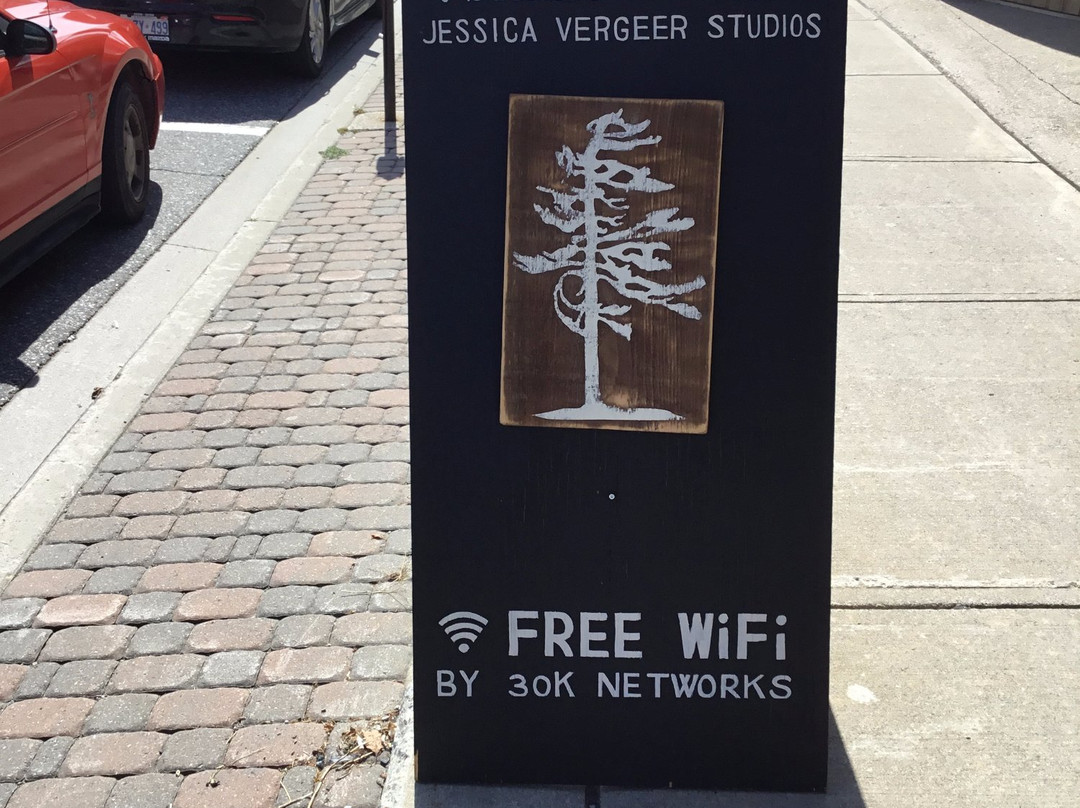 JESSICA VERGEER STUDIOS
FREE WiFi
BY 30K NETWORKS